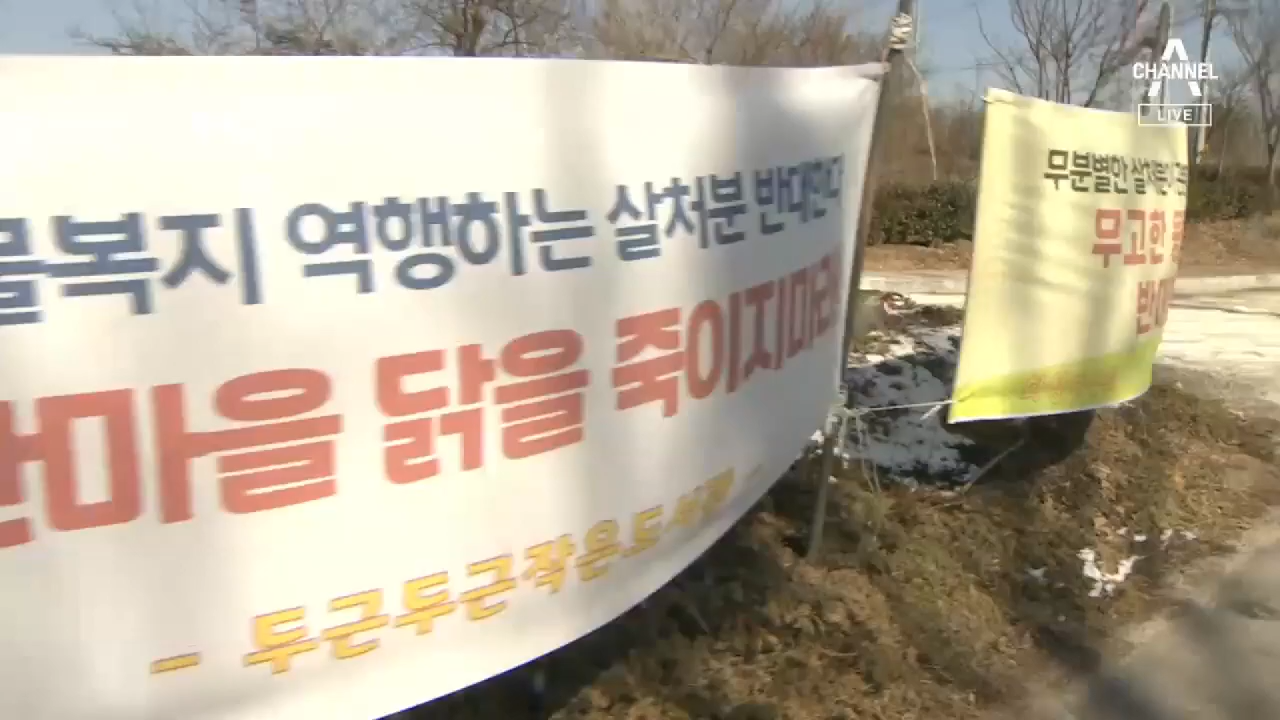 물복지 역행하는 살처분 반대한다
산마을 닭을 죽이지마라!
- 두근두근작은도서관 -
무분별한 살처분
무고한
반대
CHANNEL A
LIVE